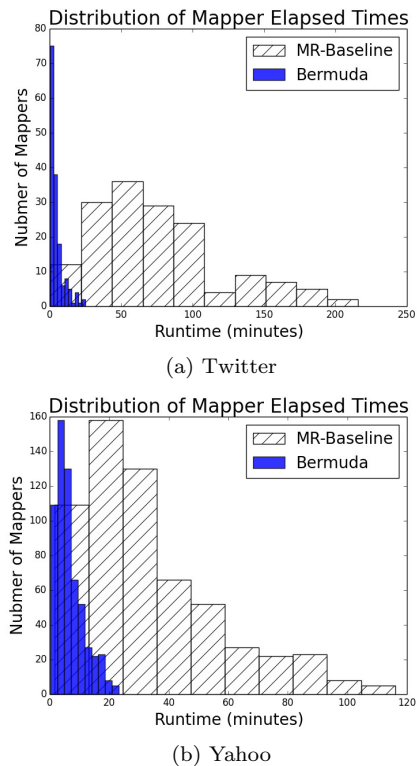 Distribution of Mapper Elapsed Times
80
70
60
50
40
30
20
10
0
Nubmer of Mappers
MR-Baseline
Bermuda
0 50 100 150 200 250
Runtime (minutes)
(a) Twitter
Distribution of Mapper Elapsed Times
160
140
120
100
80
60
40
20
0
Nubmer of Mappers
MR-Baseline
Bermuda
0 20 40 60 80 100 120
Runtime (minutes)
(b) Yahoo